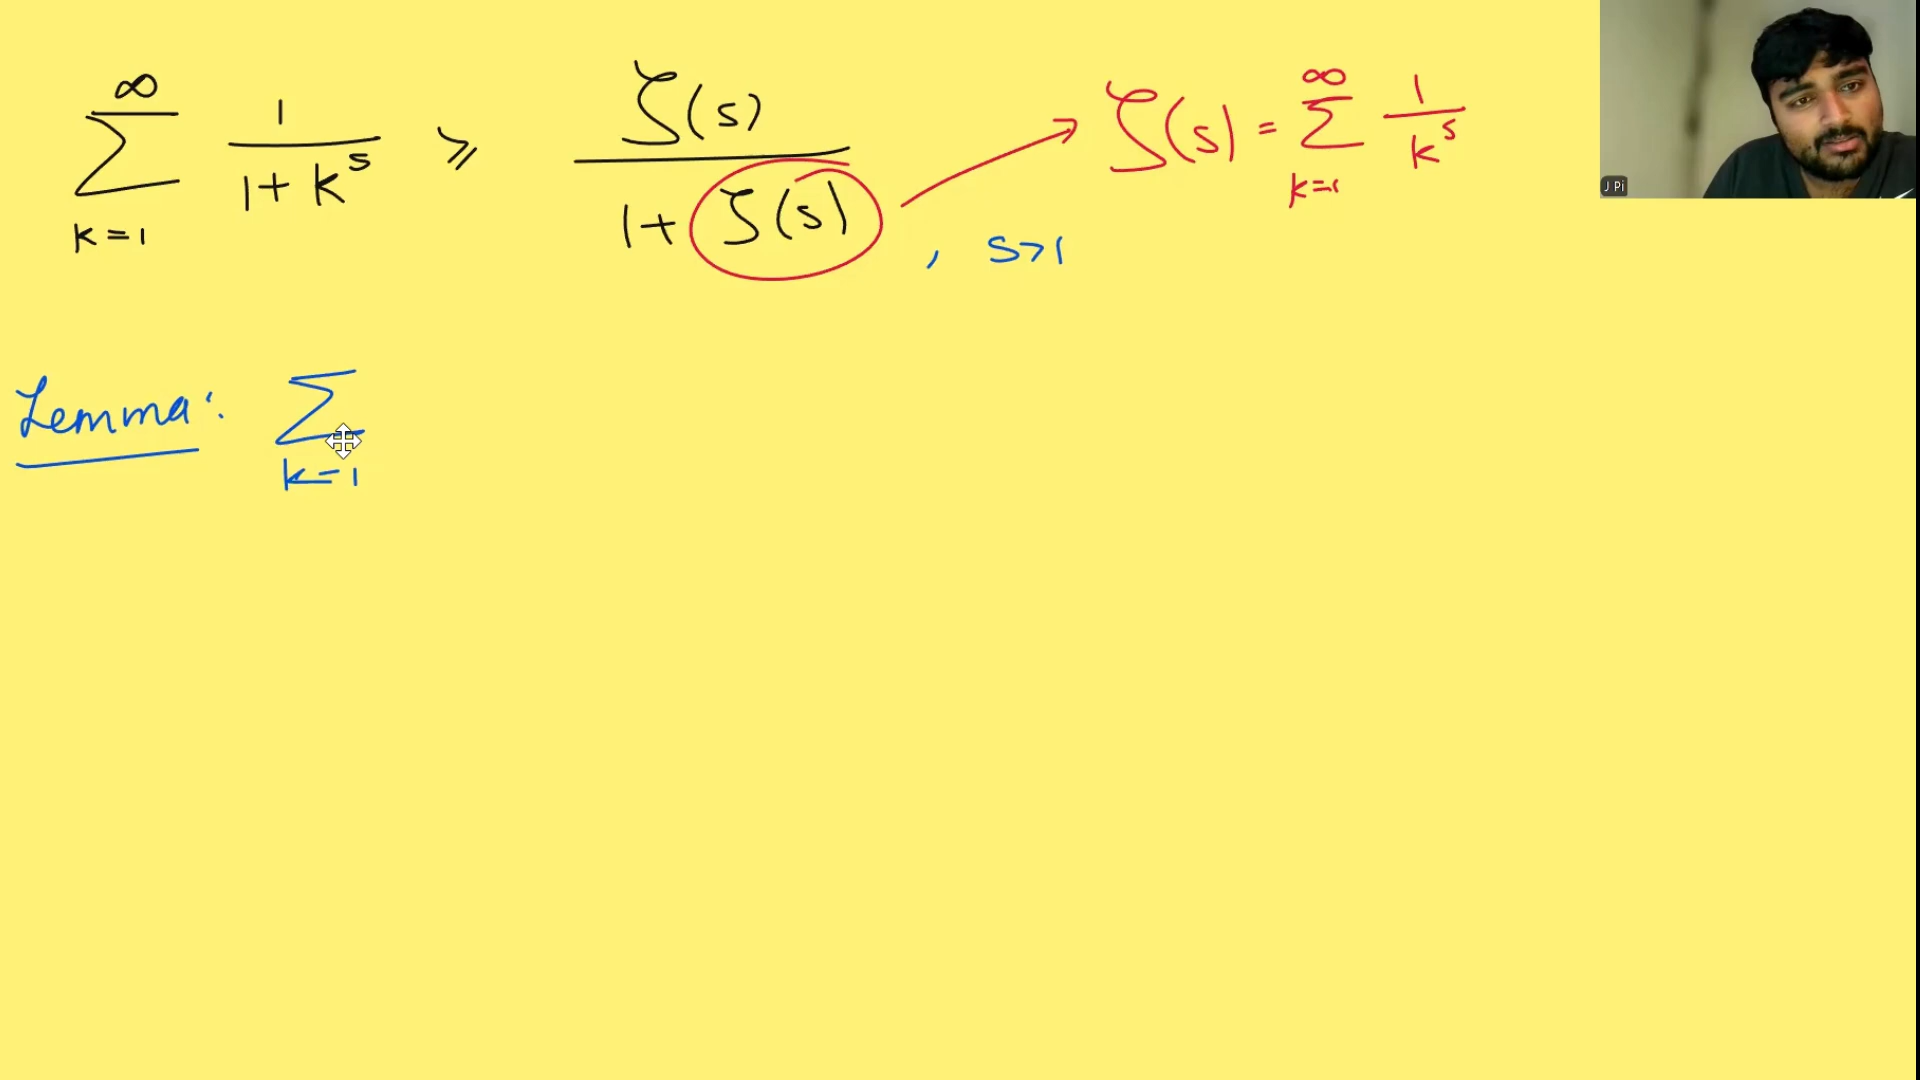 ∑_{k=1}^{∞} 1/(1+k^s) ⩾ ζ(s)/(1+ζ(s)) , s>1
ζ(s) = ∑_{k=1}^{∞} 1/k^s
J Pi
Lemma: ∑_{k=1}